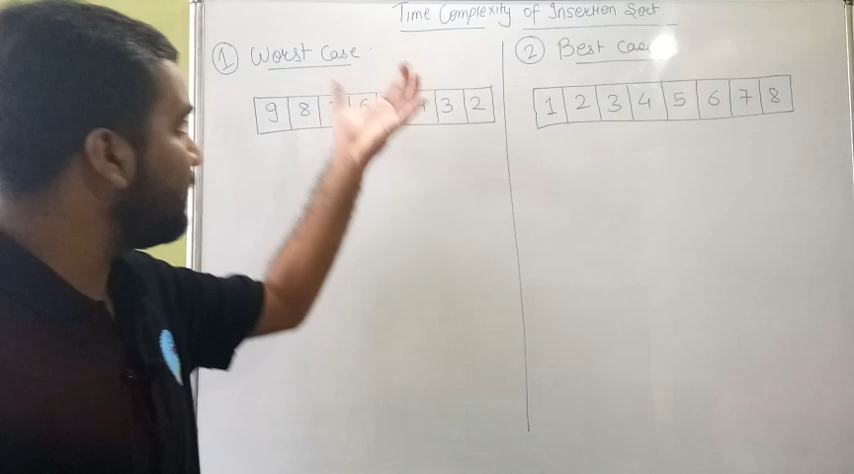 Time Complexity of Insertion Sort
① Worst Case
② Best
9 8 3 2
1 2 3 4 5 6 7 8